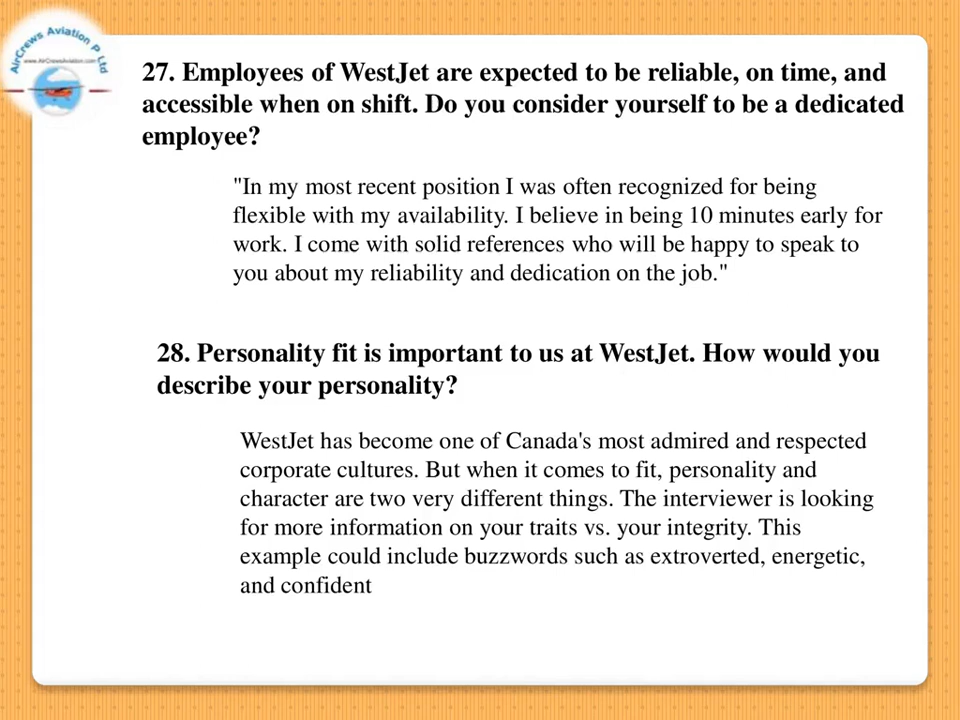 AirCrews Aviation P Ltd
www.AirCrewsAviation.com
27. Employees of WestJet are expected to be reliable, on time, and
accessible when on shift. Do you consider yourself to be a dedicated
employee?
"In my most recent position I was often recognized for being
flexible with my availability. I believe in being 10 minutes early for
work. I come with solid references who will be happy to speak to
you about my reliability and dedication on the job."
28. Personality fit is important to us at WestJet. How would you
describe your personality?
WestJet has become one of Canada's most admired and respected
corporate cultures. But when it comes to fit, personality and
character are two very different things. The interviewer is looking
for more information on your traits vs. your integrity. This
example could include buzzwords such as extroverted, energetic,
and confident